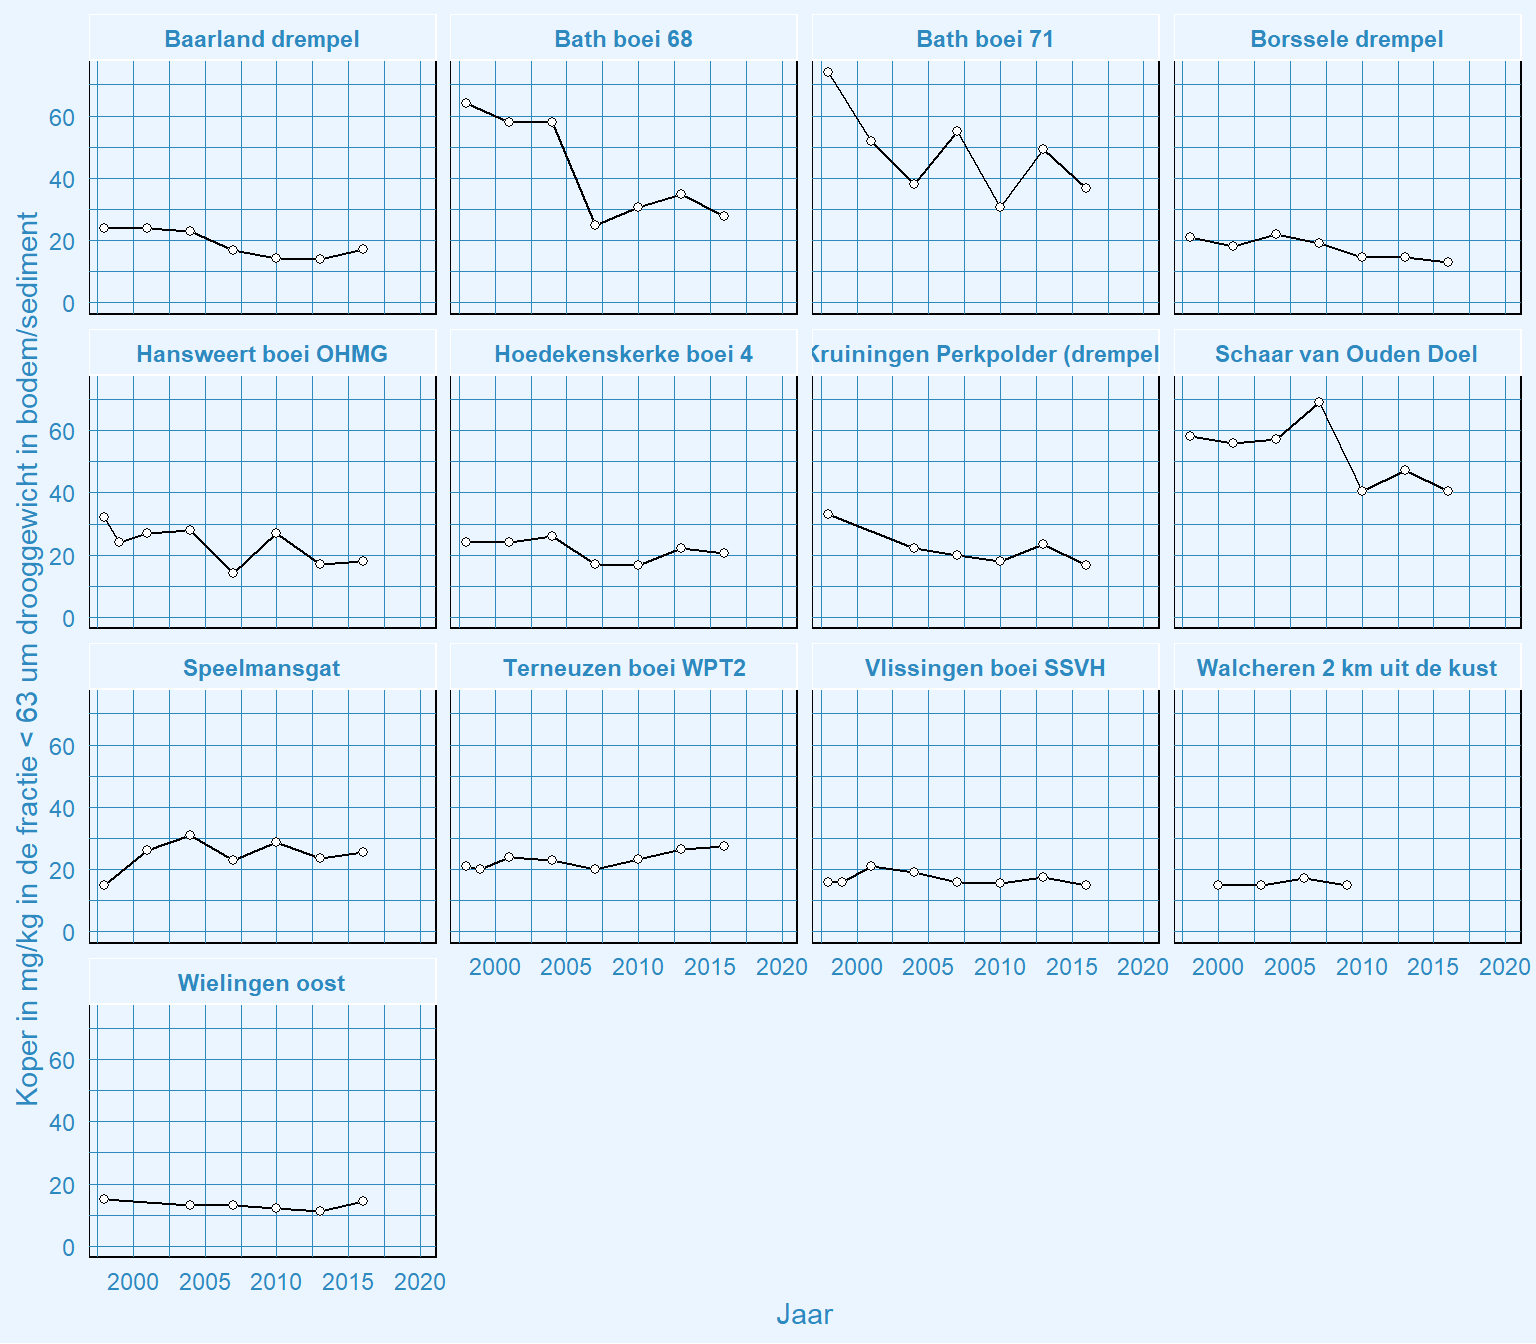 Baarland drempel
Bath boei 68
Bath boei 71
Borssele drempel
60
40
20
0
Hansweert boei OHMG
Hoedekenskerke boei 4
Kruiningen Perkpolder (drempel
Schaar van Ouden Doel
60
40
20
0
Speelmansgat
Terneuzen boei WPT2
Vlissingen boei SSVH
Walcheren 2 km uit de kust
60
40
20
0
2000 2005 2010 2015 2020
2000 2005 2010 2015 2020
2000 2005 2010 2015 2020
Wielingen oost
60
40
20
0
2000 2005 2010 2015 2020
Jaar
Koper in mg/kg in de fractie < 63 um drooggewicht in bodem/sediment